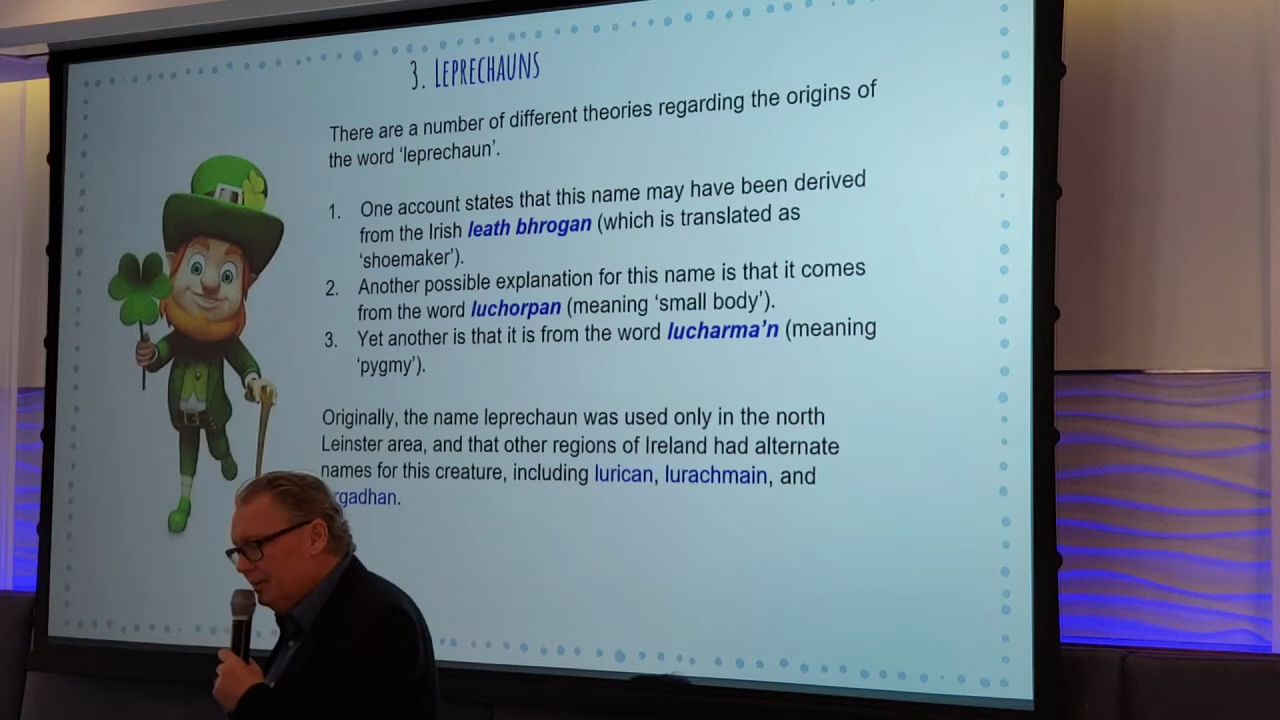 3. LEPRECHAUNS
There are a number of different theories regarding the origins of
the word ‘leprechaun’.
1. One account states that this name may have been derived
from the Irish leath bhrogan (which is translated as
‘shoemaker’).
2. Another possible explanation for this name is that it comes
from the word luchorpan (meaning ‘small body’).
3. Yet another is that it is from the word lucharma’n (meaning
‘pygmy’).
Originally, the name leprechaun was used only in the north
Leinster area, and that other regions of Ireland had alternate
names for this creature, including lurican, lurachmain, and